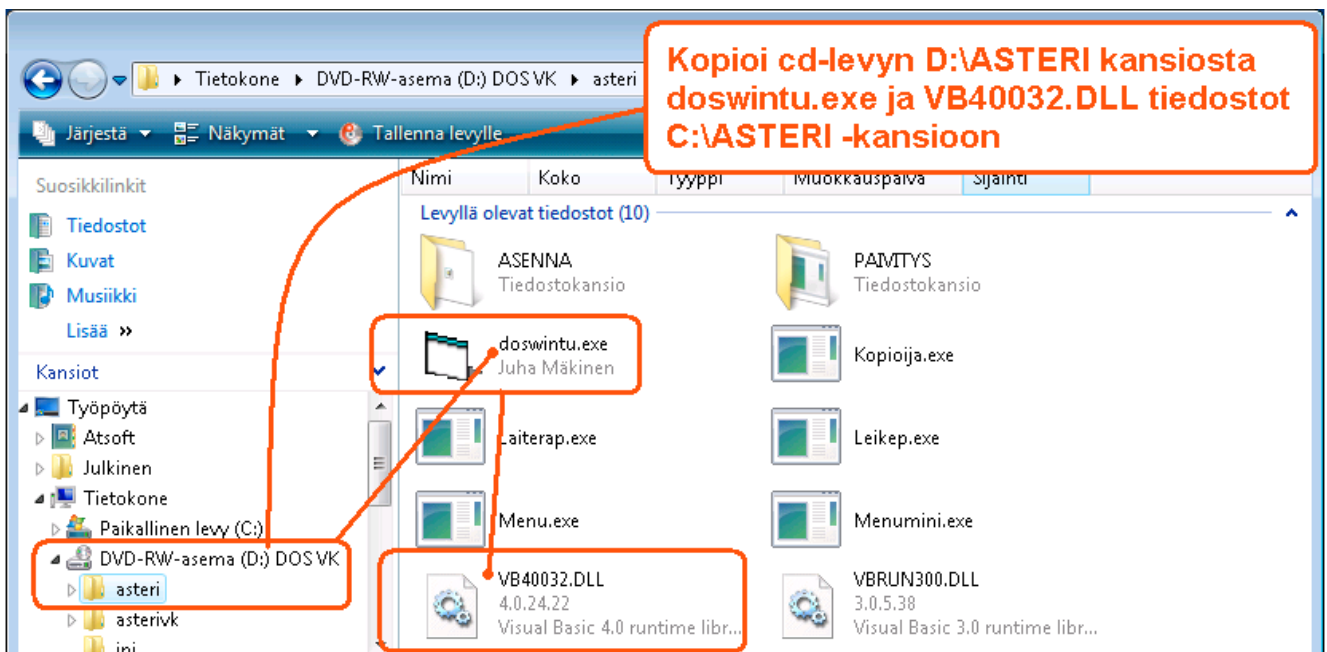 Kopioi cd-levyn D:\ASTERI kansiosta
doswintu.exe ja VB40032.DLL tiedostot
C:\ASTERI -kansioon
Tietokone DVD-RW-asema (D:) DOS VK asteri
Järjestä Näkymät Tallenna levylle
Suosikkilinkit
Tiedostot
Kuvat
Musiikki
Lisää »
Kansiot
Työpöytä
Atsoft
Julkinen
Tietokone
Paikallinen levy (C:)
DVD-RW-asema (D:) DOS VK
asteri
asterivk
ini
Nimi Koko Tyyppi Muokkauspäivä Sijainti
Levyllä olevat tiedostot (10)
ASENNA
Tiedostokansio
PAIVITYS
Tiedostokansio
doswintu.exe
Juha Mäkinen
Kopioija.exe
Laiterap.exe
Leikep.exe
Menu.exe
Menumini.exe
VB40032.DLL
4.0.24.22
Visual Basic 4.0 runtime libr...
VBRUN300.DLL
3.0.5.38
Visual Basic 3.0 runtime libr...